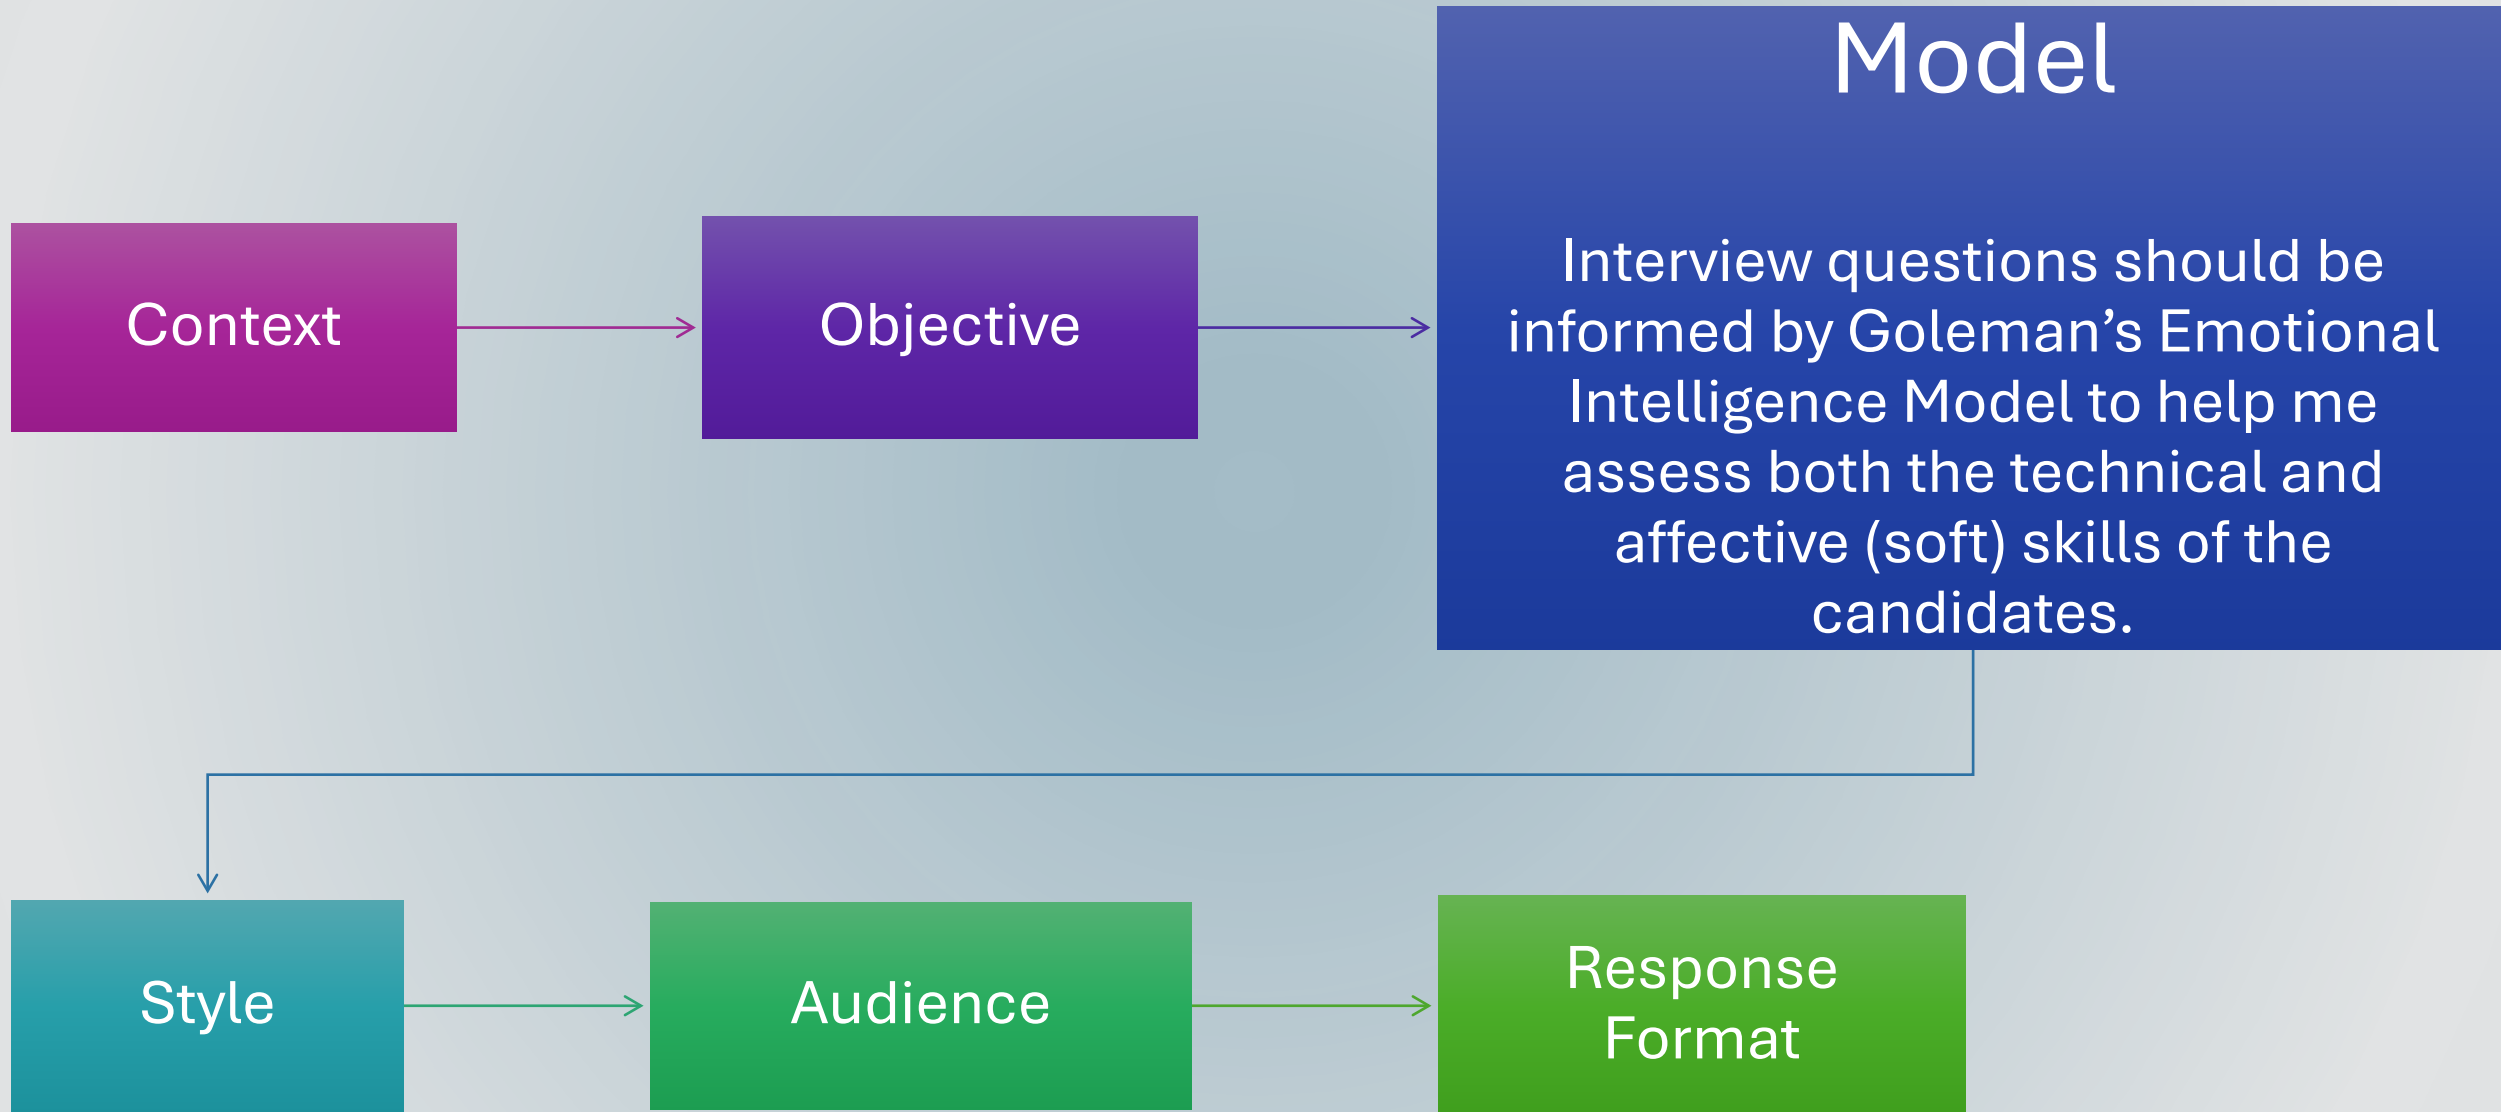 Context
Objective
Model
Interview questions should be
informed by Goleman’s Emotional
Intelligence Model to help me
assess both the technical and
affective (soft) skills of the
candidates.
Style
Audience
Response
Format